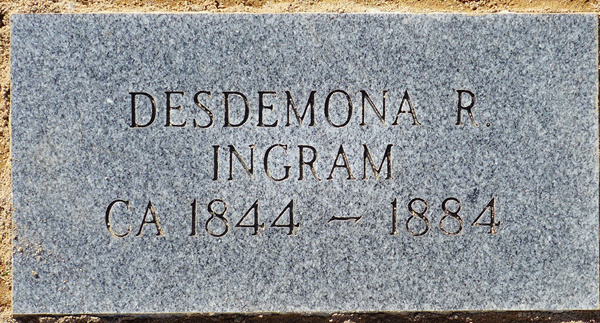 DESDEMONA R.
INGRAM
CA 1844 – 1884